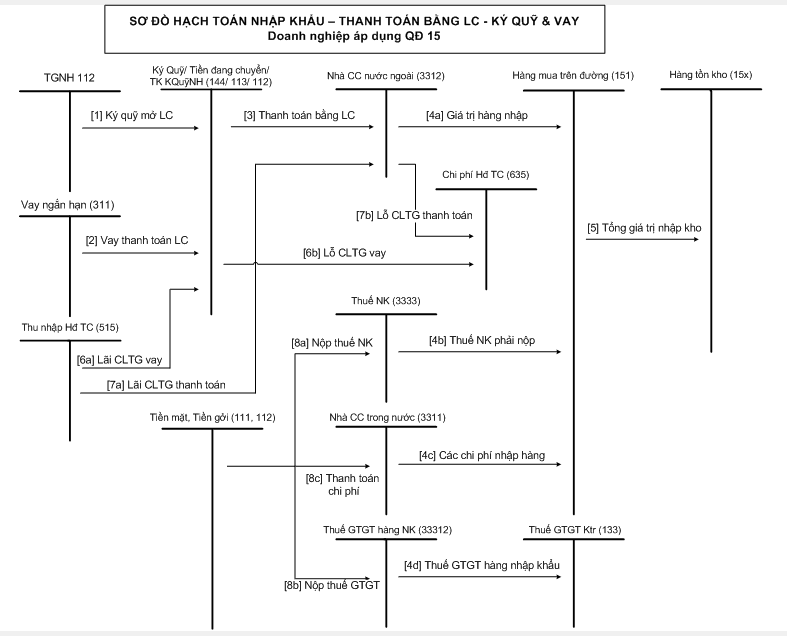 SƠ ĐỒ HẠCH TOÁN NHẬP KHẨU – THANH TOÁN BẰNG LC - KÝ QUỸ & VAY
Doanh nghiệp áp dụng QĐ 15
TGNH 112
Ký Quỹ/ Tiền đang chuyển/
TK KQuỹNH (144/ 113/ 112)
Nhà CC nước ngoài (3312)
Hàng mua trên đường (151)
Hàng tồn kho (15x)
[1] Ký quỹ mở LC
[3] Thanh toán bằng LC
[4a] Giá trị hàng nhập
Chi phí Hđ TC (635)
Vay ngắn hạn (311)
[7b] Lỗ CLTG thanh toán
[5] Tổng giá trị nhập kho
[2] Vay thanh toán LC
[6b] Lỗ CLTG vay
Thuế NK (3333)
Thu nhập Hđ TC (515)
[8a] Nộp thuế NK
[4b] Thuế NK phải nộp
[6a] Lãi CLTG vay
[7a] Lãi CLTG thanh toán
Tiền mặt, Tiền gởi (111, 112)
Nhà CC trong nước (3311)
[4c] Các chi phí nhập hàng
[8c] Thanh toán
chi phí
Thuế GTGT hàng NK (33312)
Thuế GTGT Ktr (133)
[4d] Thuế GTGT hàng nhập khẩu
[8b] Nộp thuế GTGT